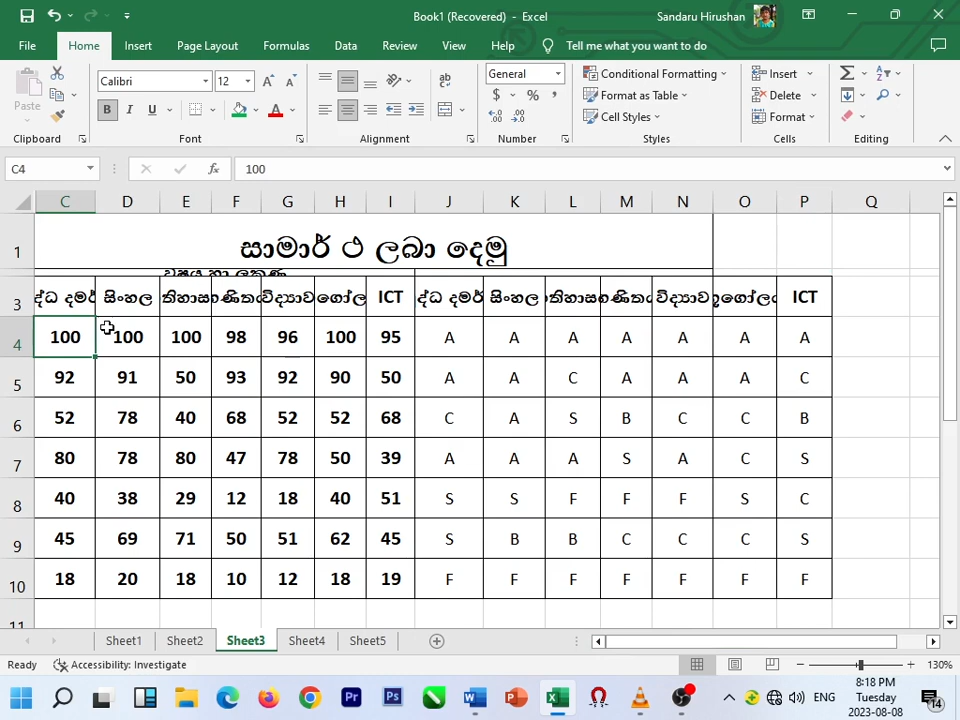 Book1 (Recovered) - Excel
Sandaru Hirushan
File Home Insert Page Layout Formulas Data Review View Help Tell me what you want to do
Calibri 12 General Conditional Formatting Insert
Paste B I U $ % , Format as Table Delete
Cell Styles Format
Clipboard Font Alignment Number Styles Cells Editing
C4 fx 100
C D E F G H I J K L M N O P Q
1 සාමාර් ථ ලබා දෙමු
3 ද්ධ දමර් සිංහල විද්‍යාව ICT ද්ධ දමර් සිංහල විද්‍යාව ICT
4 100 100 100 98 96 100 95 A A A A A A A
5 92 91 50 93 92 90 50 A A C A A A C
6 52 78 40 68 52 52 68 C A S B C C B
7 80 78 80 47 78 50 39 A A A S A C S
8 40 38 29 12 18 40 51 S S F F F S C
9 45 69 71 50 51 62 45 S B B C C C S
10 18 20 18 10 12 18 19 F F F F F F F
11
Sheet1 Sheet2 Sheet3 Sheet4 Sheet5
Ready Accessibility: Investigate 130%
ENG
8:18 PM
Tuesday
2023-08-08
14